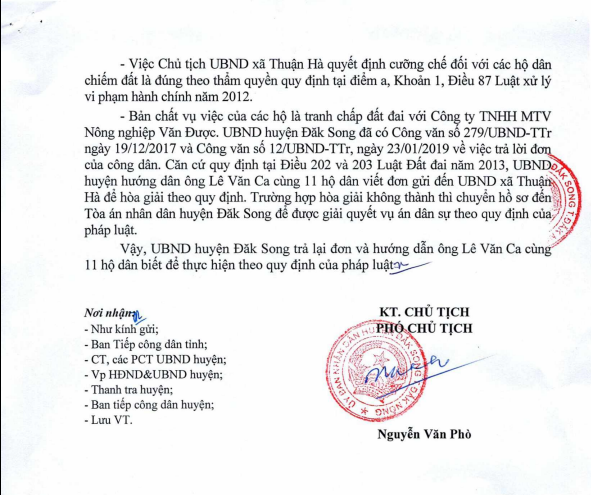 - Việc Chủ tịch UBND xã Thuận Hà quyết định cưỡng chế đối với các hộ dân
chiếm đất là đúng theo thẩm quyền quy định tại điểm a, Khoản 1, Điều 87 Luật xử lý
vi phạm hành chính năm 2012.
- Bản chất vụ việc của các hộ là tranh chấp đất đai với Công ty TNHH MTV
Nông nghiệp Văn Được. UBND huyện Đăk Song đã có Công văn số 279/UBND-TTr
ngày 19/12/2017 và Công văn số 12/UBND-TTr, ngày 23/01/2019 về việc trả lời đơn
của công dân. Căn cứ quy định tại Điều 202 và 203 Luật Đất đai năm 2013, UBND
huyện hướng dẫn ông Lê Văn Ca cùng 11 hộ dân viết đơn gửi đến UBND xã Thuận
Hà để hòa giải theo quy định. Trường hợp hòa giải không thành thì chuyển hồ sơ đến
Tòa án nhân dân huyện Đăk Song để được giải quyết vụ án dân sự theo quy định của
pháp luật.
Vậy, UBND huyện Đăk Song trả lại đơn và hướng dẫn ông Lê Văn Ca cùng
11 hộ dân biết để thực hiện theo quy định của pháp luật.
Nơi nhận:
- Như kính gửi;
- Ban Tiếp công dân tỉnh;
- CT, các PCT UBND huyện;
- Vp HĐND&UBND huyện;
- Thanh tra huyện;
- Ban tiếp công dân huyện;
- Lưu VT.
KT. CHỦ TỊCH
PHÓ CHỦ TỊCH
ỦY BAN NHÂN DÂN HUYỆN ĐĂK SONG T. ĐĂK NÔNG
Nguyễn Văn Phò
ĐĂK SONG T. ĐĂK